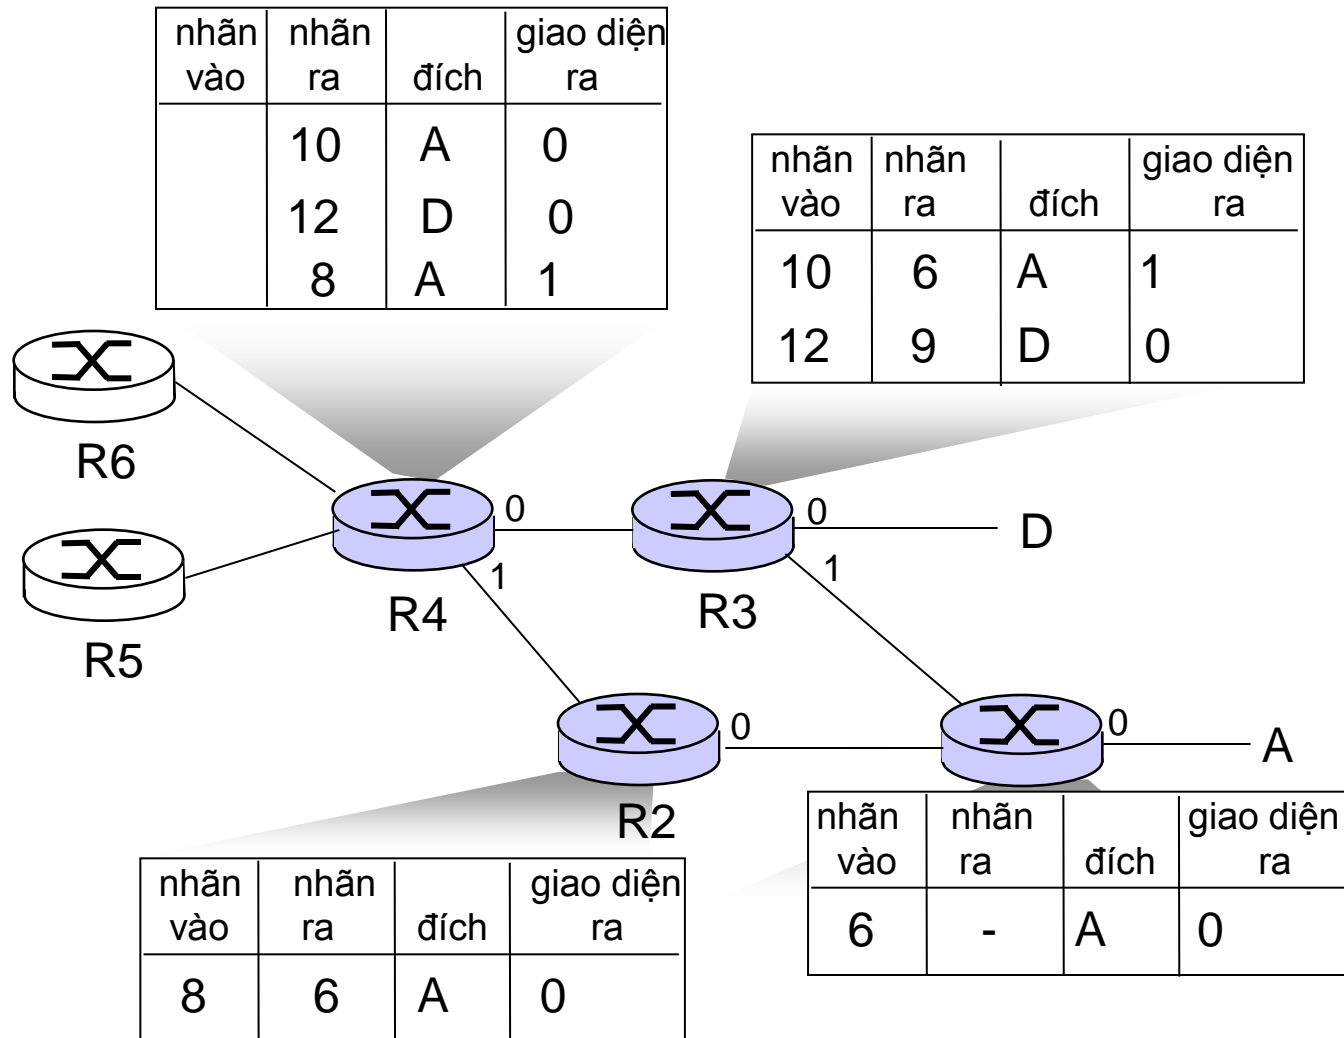 nhãn nhãn giao diện
vào ra đích ra
10 A 0
12 D 0
8 A 1
nhãn nhãn giao diện
vào ra đích ra
10 6 A 1
12 9 D 0
R6
0
0
D
1
1
R4
R3
R5
0
0
A
R2
nhãn nhãn giao diện
vào ra đích ra
6 - A 0
nhãn nhãn giao diện
vào ra đích ra
8 6 A 0